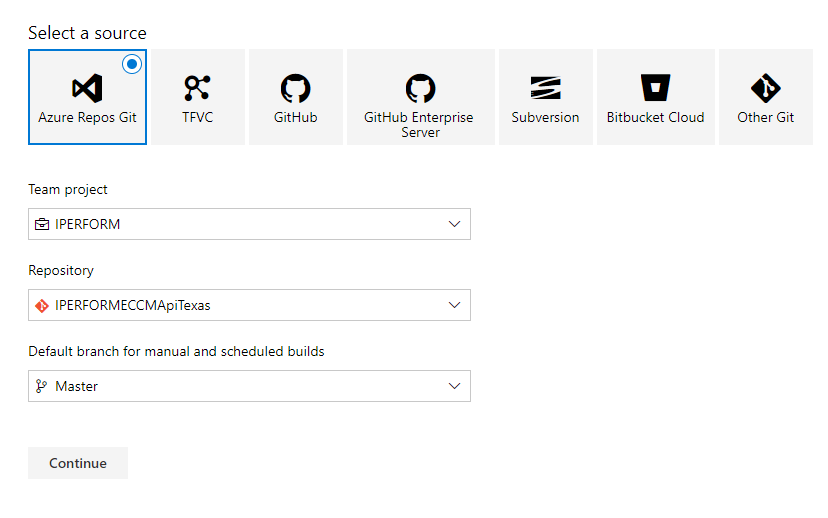 Select a source
Azure Repos Git
TFVC
GitHub
GitHub Enterprise
Server
Subversion
Bitbucket Cloud
Other Git
Team project
IPERFORM
Repository
IPERFORMECCMApiTexas
Default branch for manual and scheduled builds
Master
Continue